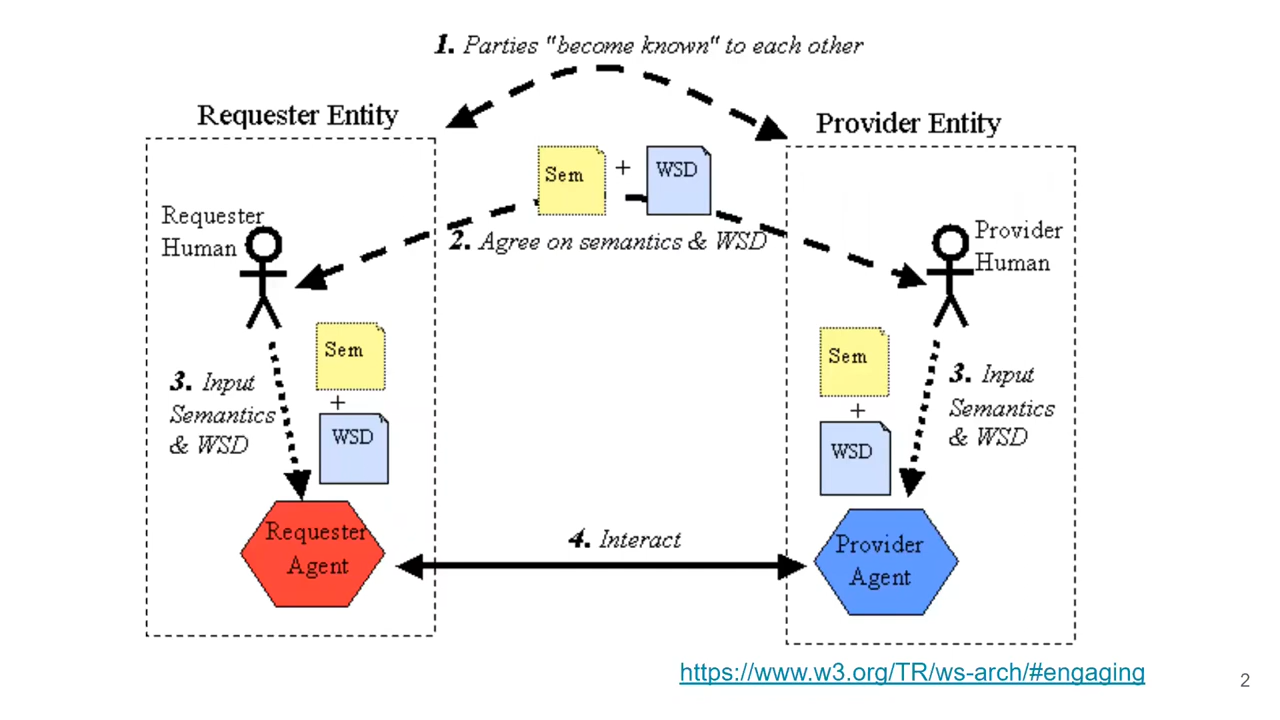 1. Parties "become known" to each other
Requester Entity
Provider Entity
Sem + WSD
Requester
Human
2. Agree on semantics & WSD
Provider
Human
Sem
+
WSD
3. Input
Semantics
& WSD
Sem
+
WSD
3. Input
Semantics
& WSD
Requester
Agent
4. Interact
Provider
Agent
https://www.w3.org/TR/ws-arch/#engaging
2